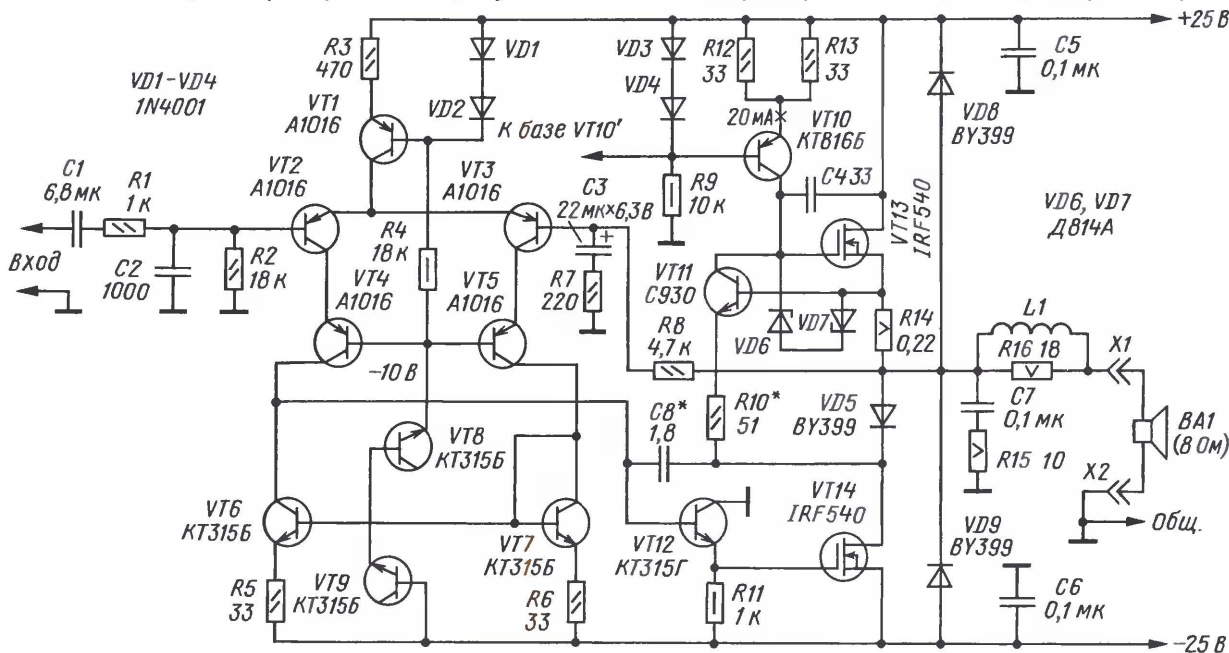 +25 В
R3
470
VD1
VD1-VD4
1N4001
VT1
A1016
VD2
VD3
VD4
К базе VT10'
R12
33
R13
33
20 мА
VT10
КТ816Б
C5
0,1 мк
VD8
BY399
C1
6,8 мк
R1
1 к
VT2
A1016
VT3
A1016
C3
22 мк×6,3 В
+
R9
10 к
C4 33
VT13
IRF540
VD6, VD7
Д814А
Вход
C2
1000
R2
18 к
R4
18 к
VT4
A1016
VT5
A1016
R7
220
VT11
C930
VD6
VD7
R14
0,22
L1
R16 18
X1
-10 В
R8
4,7 к
C8*
1,8
R10*
51
VD5
BY399
C7
0,1 мк
BA1
(8 Ом)
R15 10
X2
VT8
КТ315Б
VT6
КТ315Б
VT7
КТ315Б
VT12
КТ315Г
VT14
IRF540
VD9
BY399
Общ.
R5
33
VT9
КТ315Б
R6
33
R11
1 к
C6
0,1 мк
-25 В